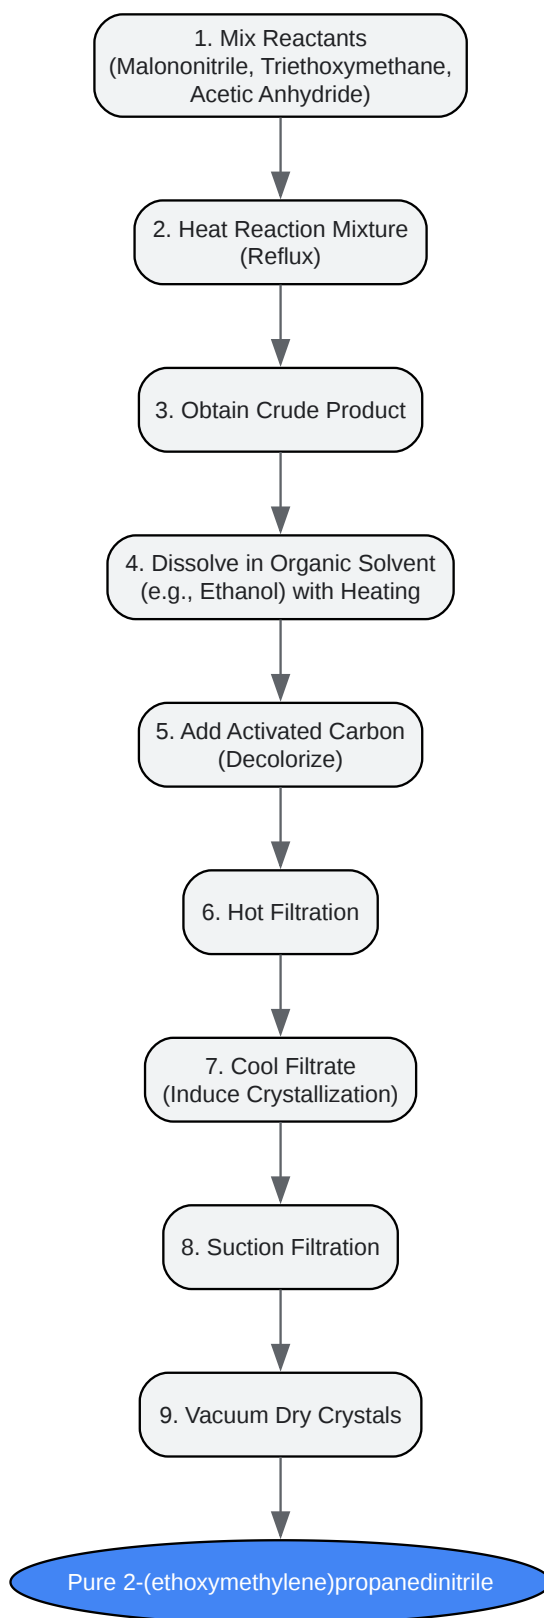 1. Mix Reactants
(Malononitrile, Triethoxymethane,
Acetic Anhydride)
2. Heat Reaction Mixture
(Reflux)
3. Obtain Crude Product
4. Dissolve in Organic Solvent
(e.g., Ethanol) with Heating
5. Add Activated Carbon
(Decolorize)
6. Hot Filtration
7. Cool Filtrate
(Induce Crystallization)
8. Suction Filtration
9. Vacuum Dry Crystals
Pure 2-(ethoxymethylene)propanedinitrile